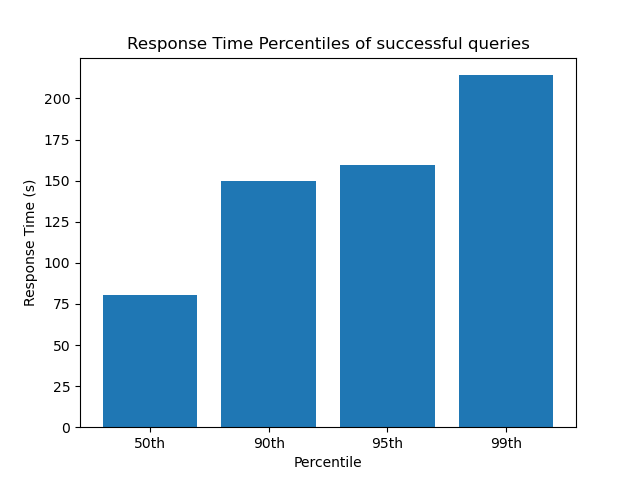 Response Time Percentiles of successful queries
Response Time (s)
200
175
150
125
100
75
50
25
0
50th 90th 95th 99th
Percentile